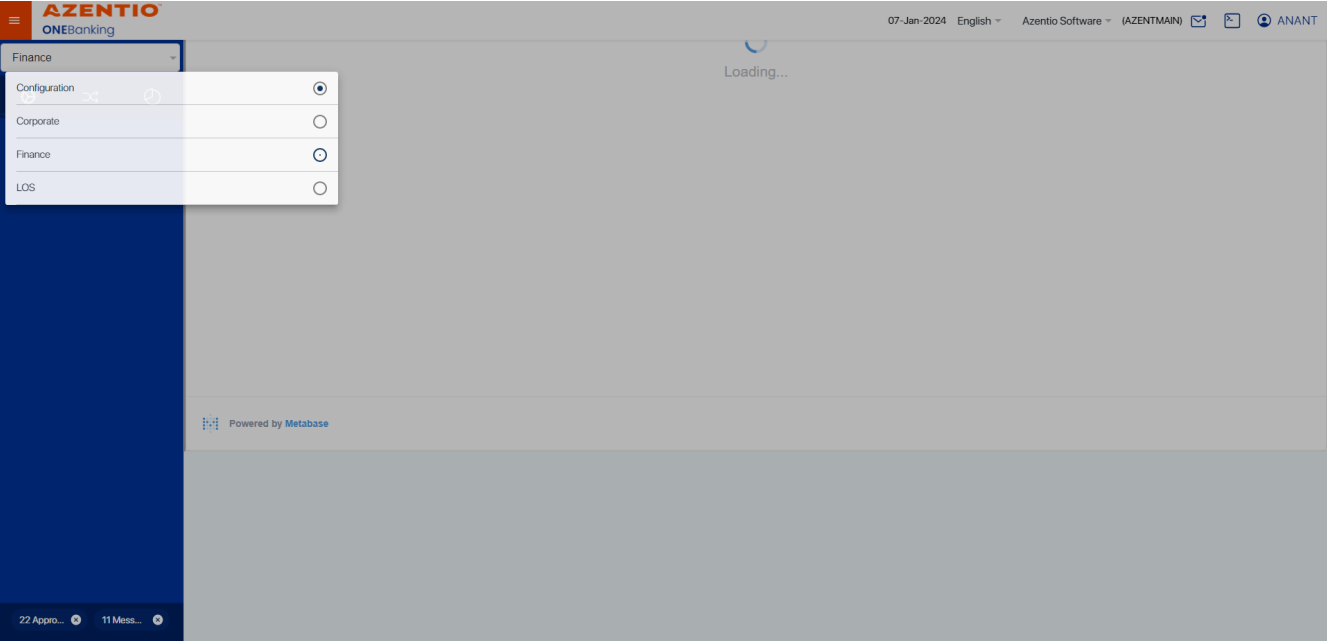 AZENTIO
ONEBanking
07-Jan-2024 English Azentio Software (AZENTMAIN) ANANT
Finance
Loading...
Configuration
Corporate
Finance
LOS
Powered by Metabase
22 Appro... 11 Mess...